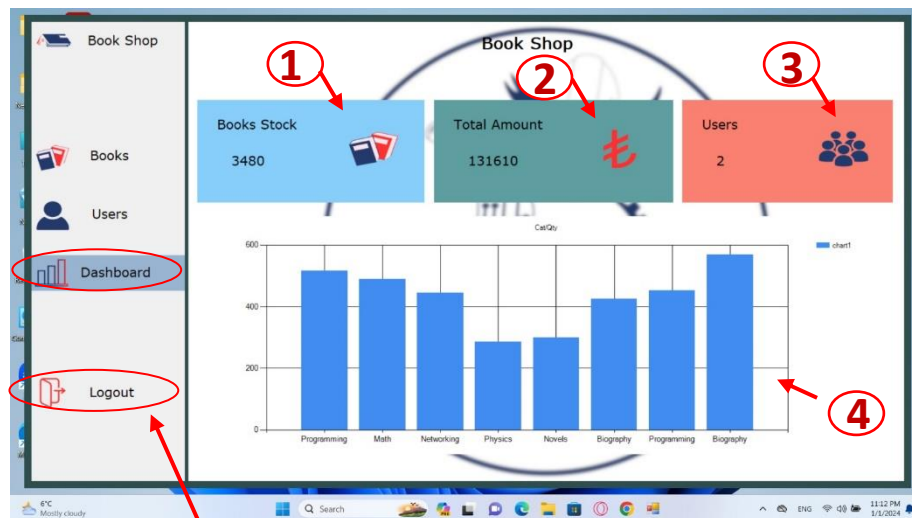 Book Shop
Books
Users
Dashboard
Logout
Book Shop
1
2
3
Books Stock
3480
Total Amount
131610
₺
Users
2
Cat/Qty
chart1
600
400
200
0
4
Programming
Math
Networking
Physics
Novels
Biography
Programming
Biography
6°C
Mostly cloudy
Search
ENG
11:12 PM
1/1/2024